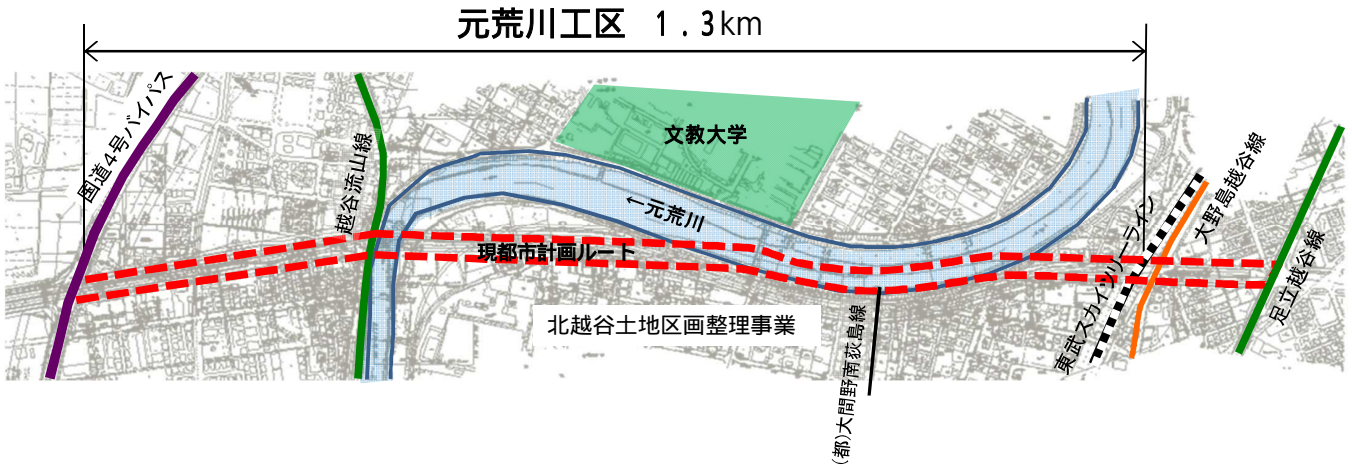 元荒川工区 1.3km
国道4号バイパス
越谷流山線
文教大学
←元荒川
現都市計画ルート
北越谷土地区画整理事業
(都)大間野南荻島線
東武スカイツリーライン
大野島越谷線
足立越谷線